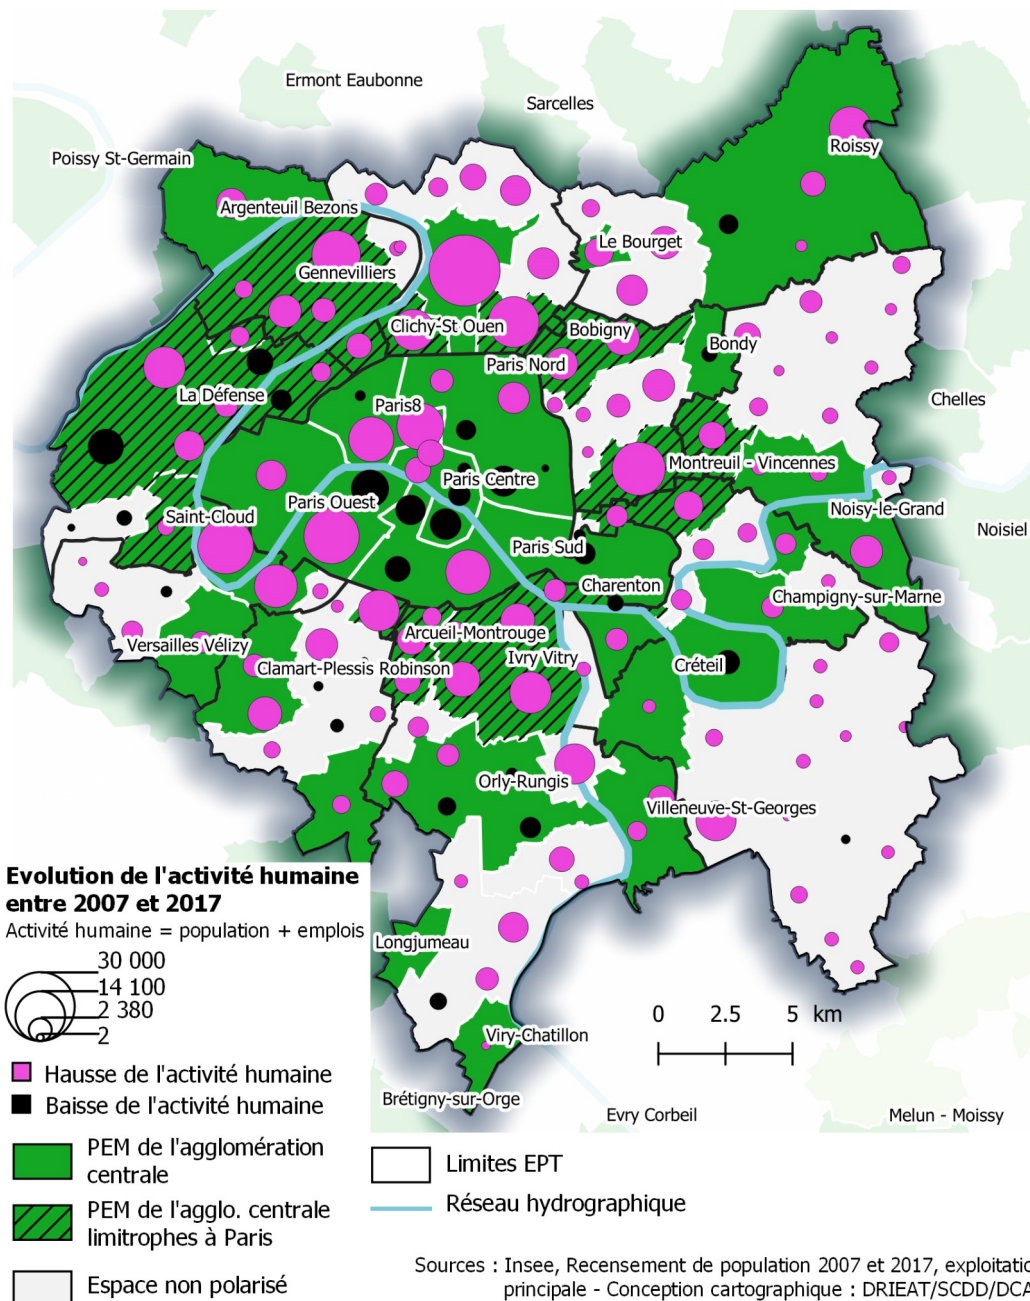 Ermont Eaubonne
Sarcelles
Poissy St-Germain
Roissy
Argenteuil Bezons
Le Bourget
Gennevilliers
Clichy-St Ouen
Bobigny
Bondy
Paris Nord
La Défense
Paris8
Chelles
Montreuil - Vincennes
Paris Centre
Paris Ouest
Noisy-le-Grand
Saint-Cloud
Noisiel
Paris Sud
Charenton
Champigny-sur-Marne
Arcueil-Montrouge
Versailles Vélizy
Ivry Vitry
Créteil
Clamart-Plessis Robinson
Orly-Rungis
Villeneuve-St-Georges
Longjumeau
Viry-Chatillon
Brétigny-sur-Orge
Evry Corbeil
Melun - Moissy
0 2.5 5 km
Evolution de l'activité humaine
entre 2007 et 2017
Activité humaine = population + emplois
30 000
14 100
2 380
2
Hausse de l'activité humaine
Baisse de l'activité humaine
PEM de l'agglomération
centrale
PEM de l'agglo. centrale
limitrophes à Paris
Espace non polarisé
Limites EPT
Réseau hydrographique
Sources : Insee, Recensement de population 2007 et 2017, exploitatio
principale - Conception cartographique : DRIEAT/SCDD/DCA